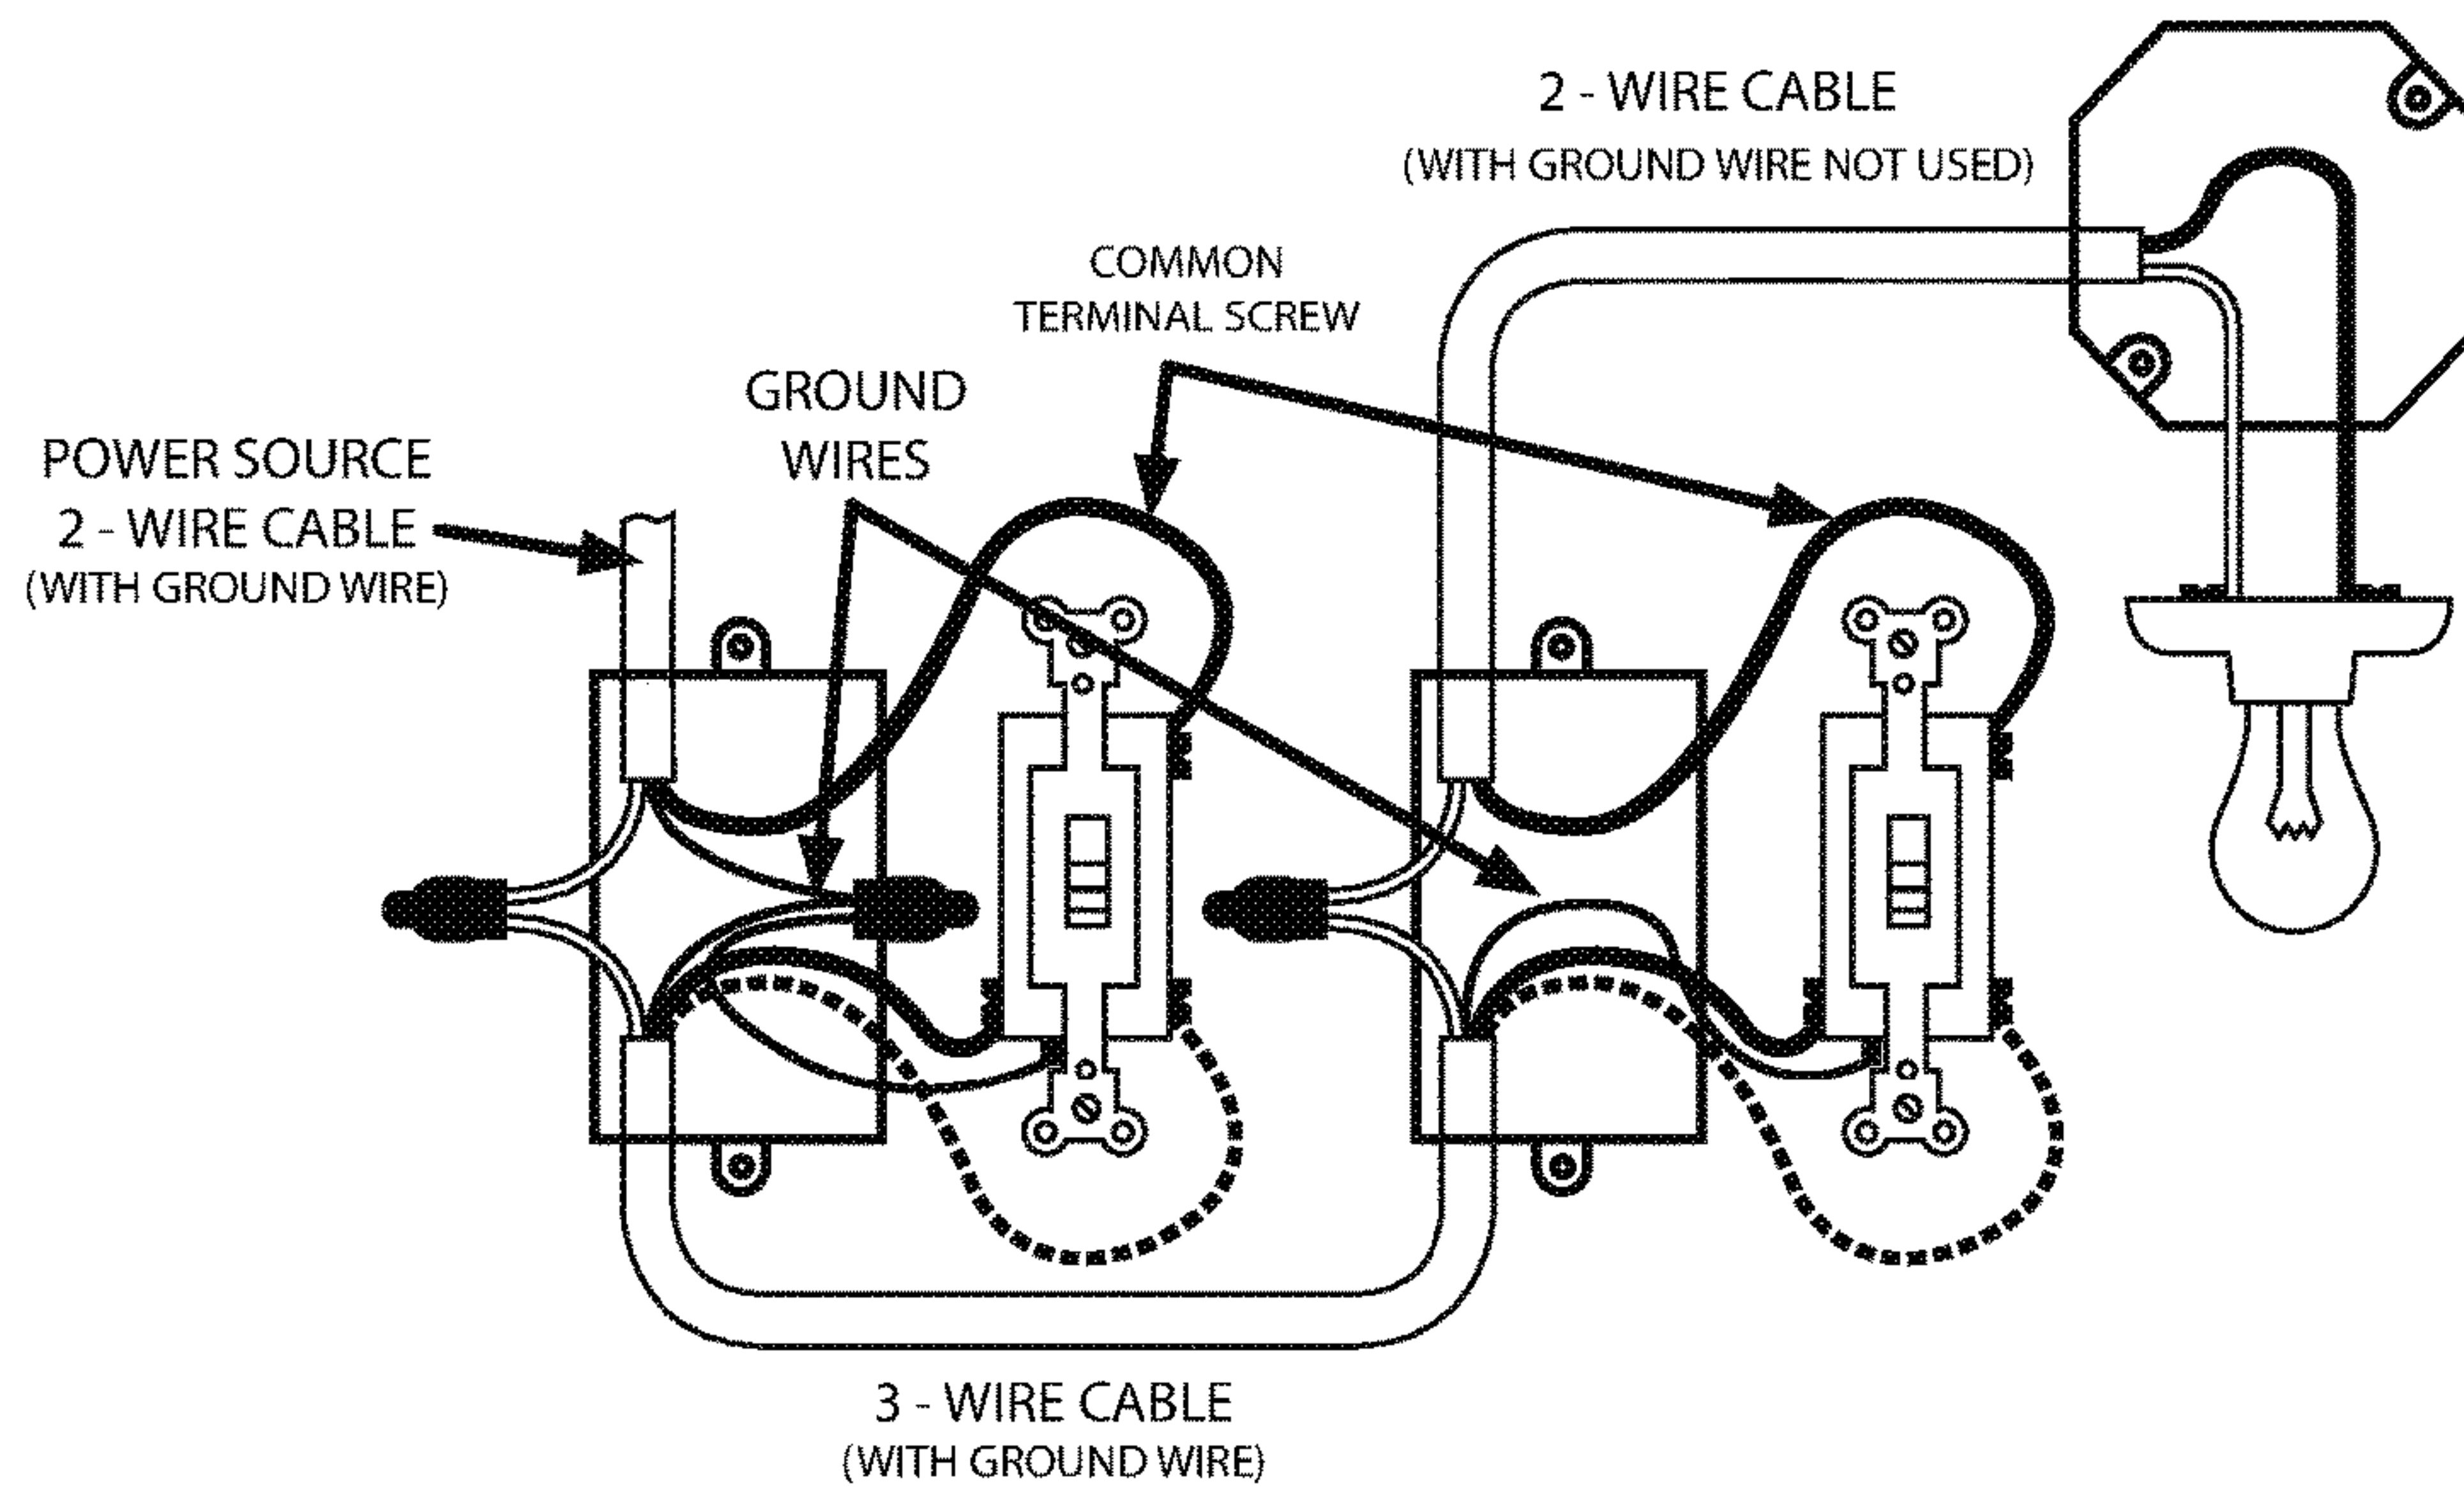 2 - WIRE CABLE
(WITH GROUND WIRE NOT USED)
COMMON
TERMINAL SCREW
GROUND
WIRES
POWER SOURCE
2 - WIRE CABLE
(WITH GROUND WIRE)
3 - WIRE CABLE
(WITH GROUND WIRE)